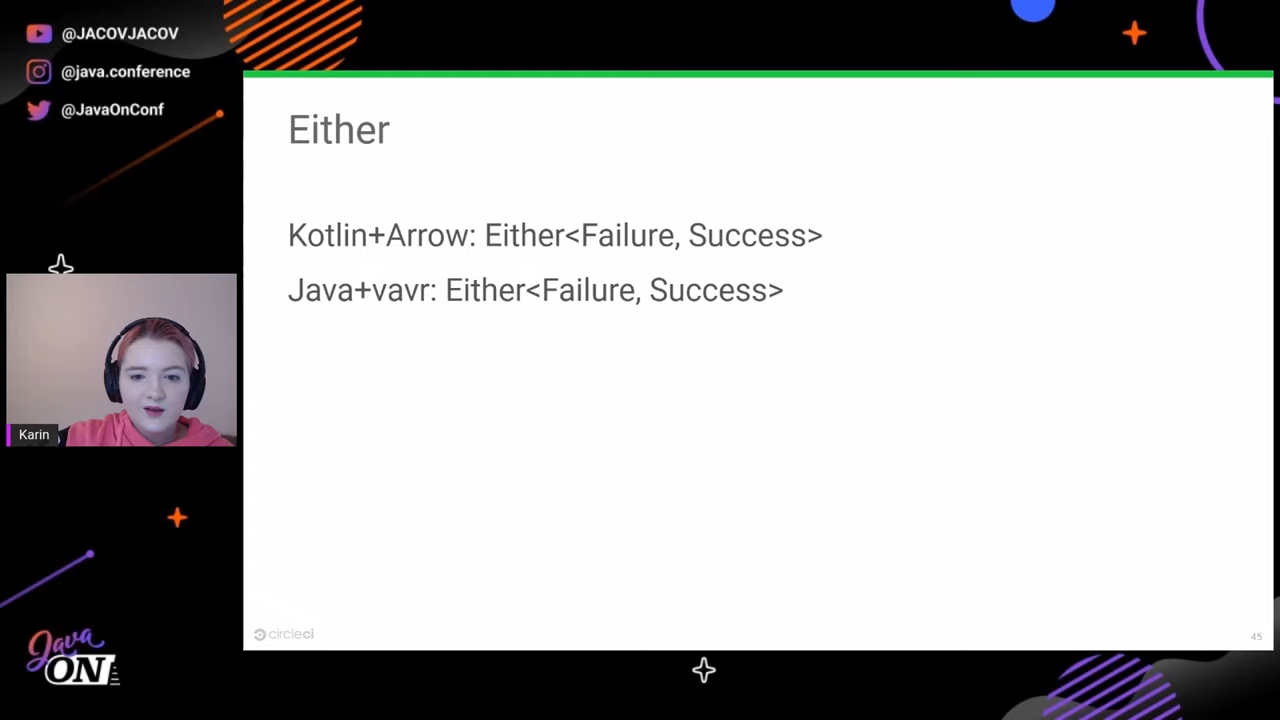 @JACOVJACOV
@java.conference
@JavaOnConf
Either
Kotlin+Arrow: Either<Failure, Success>
Java+vavr: Either<Failure, Success>
Karin
circleci
45
Java
ON